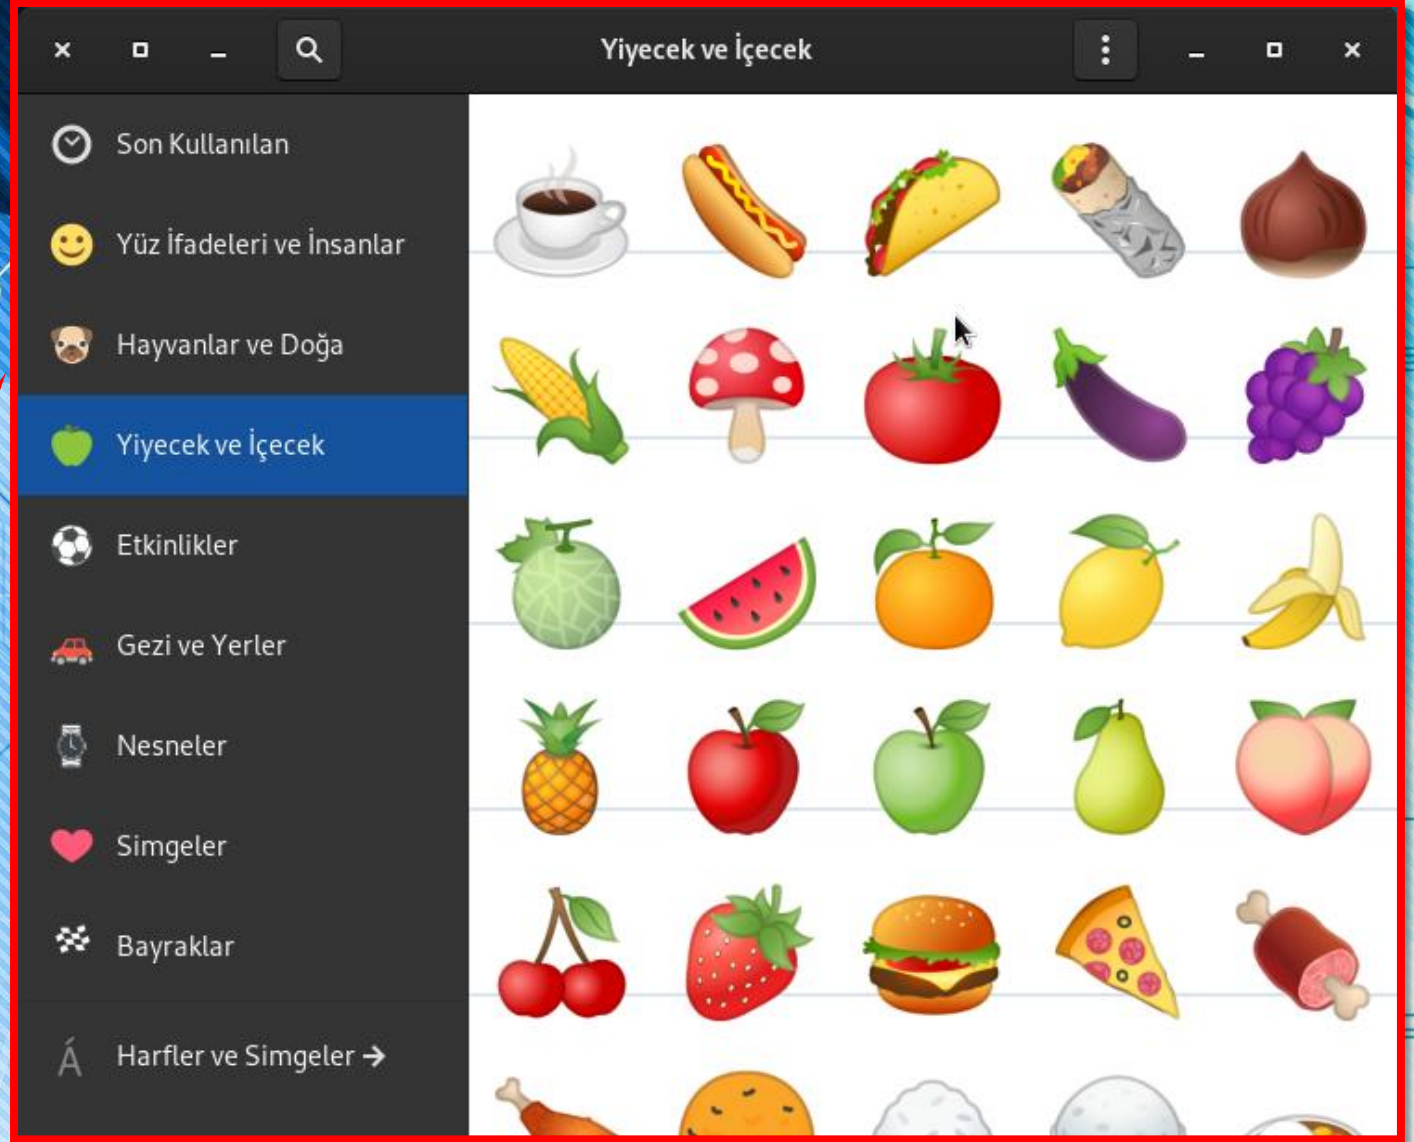 Yiyecek ve İçecek
Son Kullanılan
Yüz İfadeleri ve İnsanlar
Hayvanlar ve Doğa
Yiyecek ve İçecek
Etkinlikler
Gezi ve Yerler
Nesneler
Simgeler
Bayraklar
Á Harfler ve Simgeler →